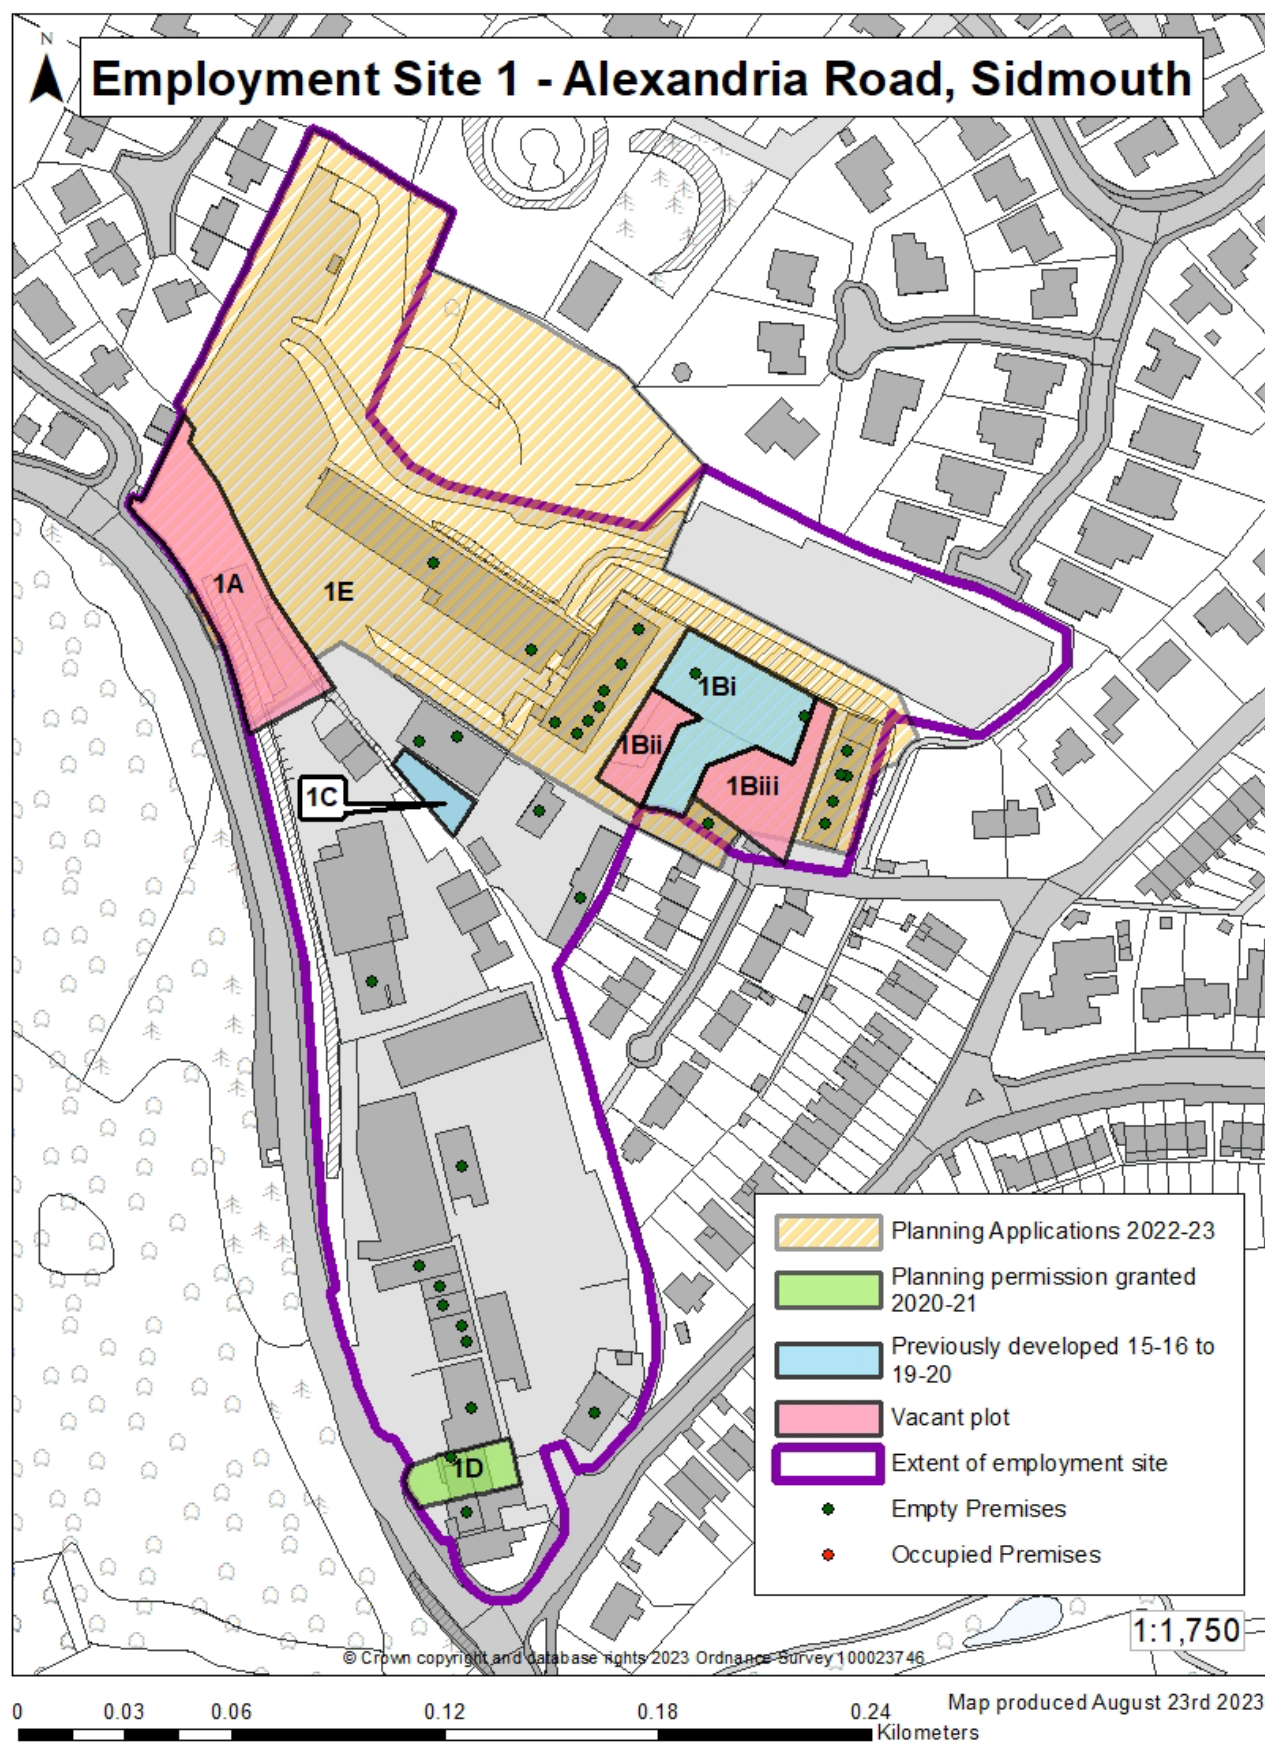 N
Employment Site 1 - Alexandria Road, Sidmouth
1A
1E
1Bi
1Bii
1Biii
1C
1D
Planning Applications 2022-23
Planning permission granted
2020-21
Previously developed 15-16 to
19-20
Vacant plot
Extent of employment site
Empty Premises
Occupied Premises
1:1,750
© Crown copyright and database rights 2023 Ordnance Survey 100023746
Map produced August 23rd 2023
0 0.03 0.06 0.12 0.18 0.24
Kilometers